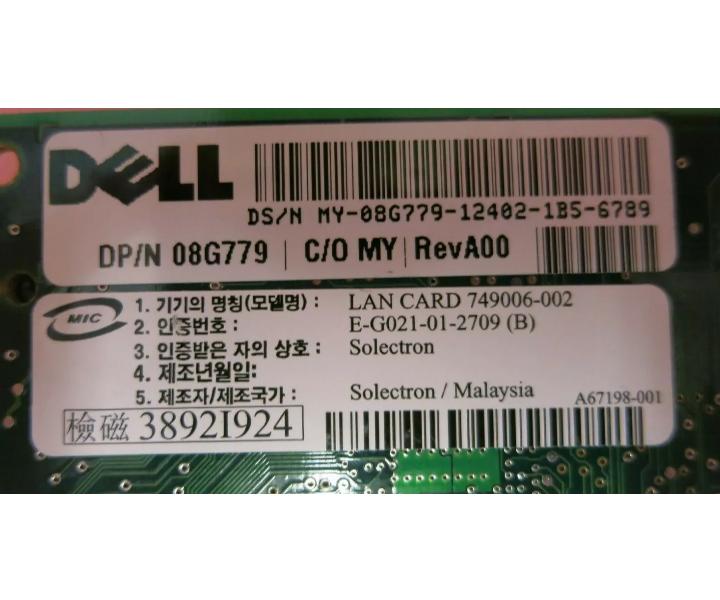 DELL
DS/N MY-08G779-12402-1B5-6789
DP/N 08G779 | C/O MY | RevA00
MIC
1. 기기의 명칭(모델명) : LAN CARD 749006-002
2. 인증번호 : E-G021-01-2709 (B)
3. 인증받은 자의 상호 : Solectron
4. 제조년월일:
5. 제조자/제조국가 : Solectron / Malaysia
A67198-001
檢磁 3892I924